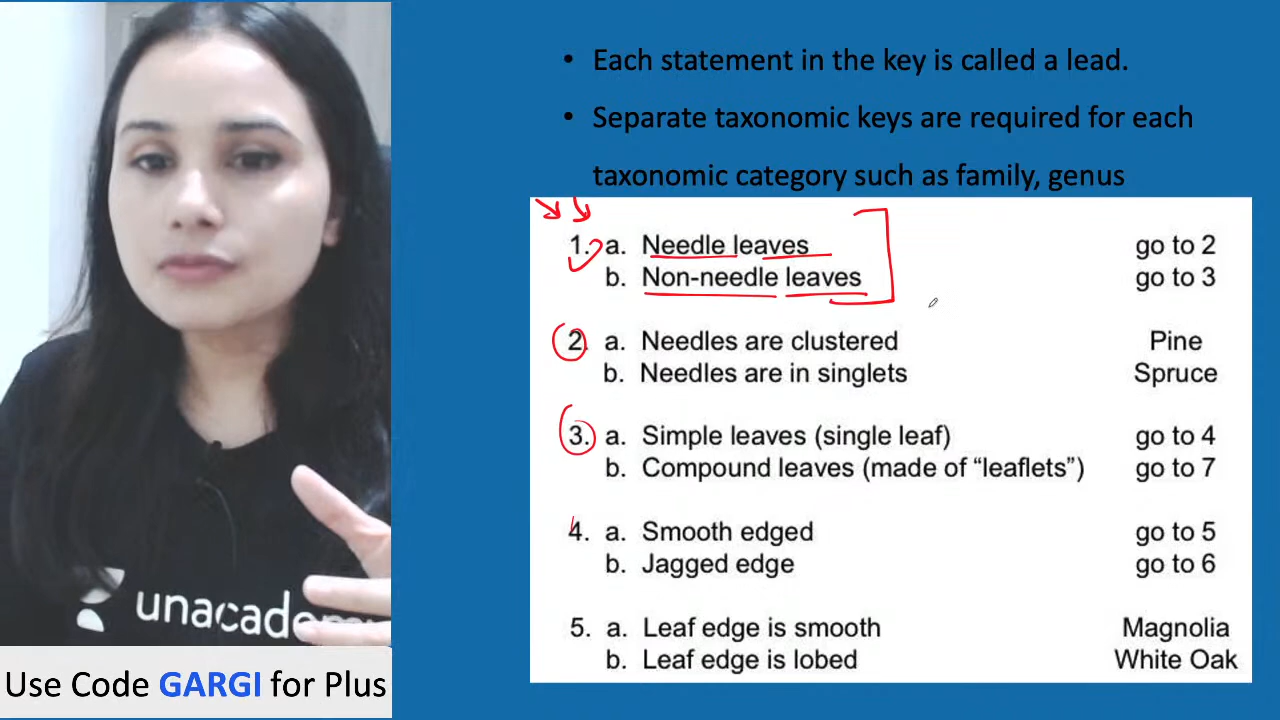 • Each statement in the key is called a lead.
• Separate taxonomic keys are required for each
taxonomic category such as family, genus
1. a. Needle leaves go to 2
b. Non-needle leaves go to 3
2. a. Needles are clustered Pine
b. Needles are in singlets Spruce
3. a. Simple leaves (single leaf) go to 4
b. Compound leaves (made of “leaflets”) go to 7
4. a. Smooth edged go to 5
b. Jagged edge go to 6
5. a. Leaf edge is smooth Magnolia
b. Leaf edge is lobed White Oak
unacade
Use Code GARGI for Plus